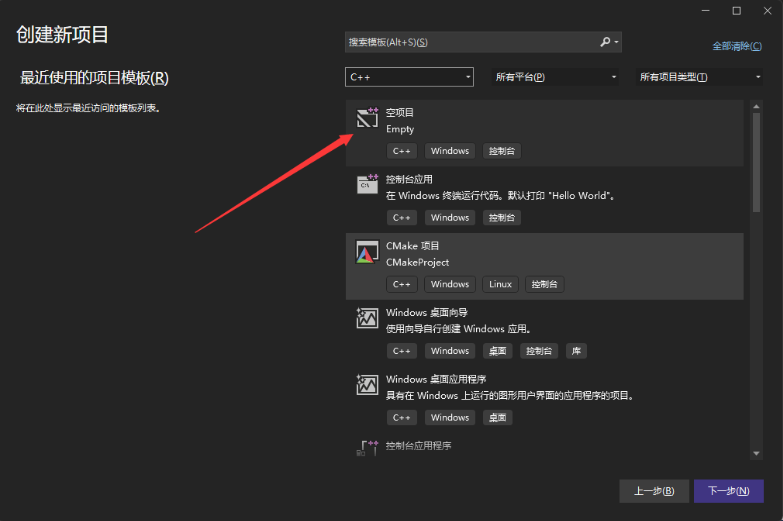 创建新项目
搜索模板(Alt+S)(S)
全部清除(C)
最近使用的项目模板(R)
C++
所有平台(P)
所有项目类型(T)
将在此处显示最近访问的模板列表。
空项目
Empty
C++ Windows 控制台
控制台应用
在 Windows 终端运行代码。默认打印 "Hello World"。
C++ Windows 控制台
CMake 项目
CMakeProject
C++ Windows Linux 控制台
Windows 桌面向导
使用向导自行创建 Windows 应用。
C++ Windows 桌面 控制台 库
Windows 桌面应用程序
具有在 Windows 上运行的图形用户界面的应用程序的项目。
C++ Windows 桌面
控制台应用程序
上一步(B)
下一步(N)